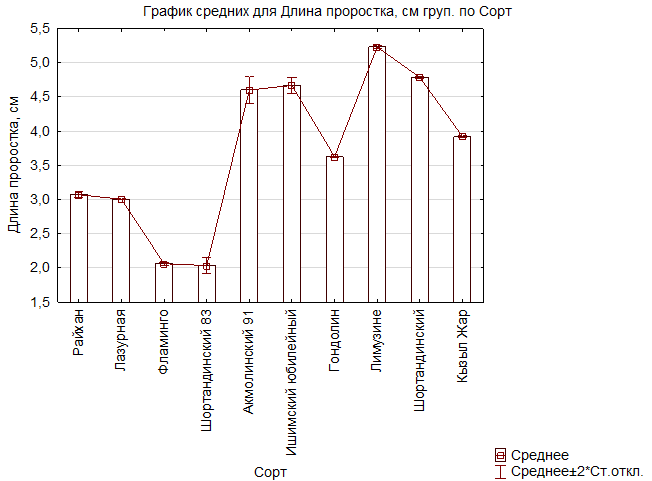 График средних для Длина проростка, см груп. по Сорт
Длина проростка, см
5,5
5,0
4,5
4,0
3,5
3,0
2,5
2,0
1,5
Райхан
Лазурная
Фламинго
Шортандинский 83
Акмолинский 91
Ишимский юбилейный
Гондолин
Лимузине
Шортандинский
Кызыл Жар
Сорт
Среднее
Среднее±2*Ст.откл.